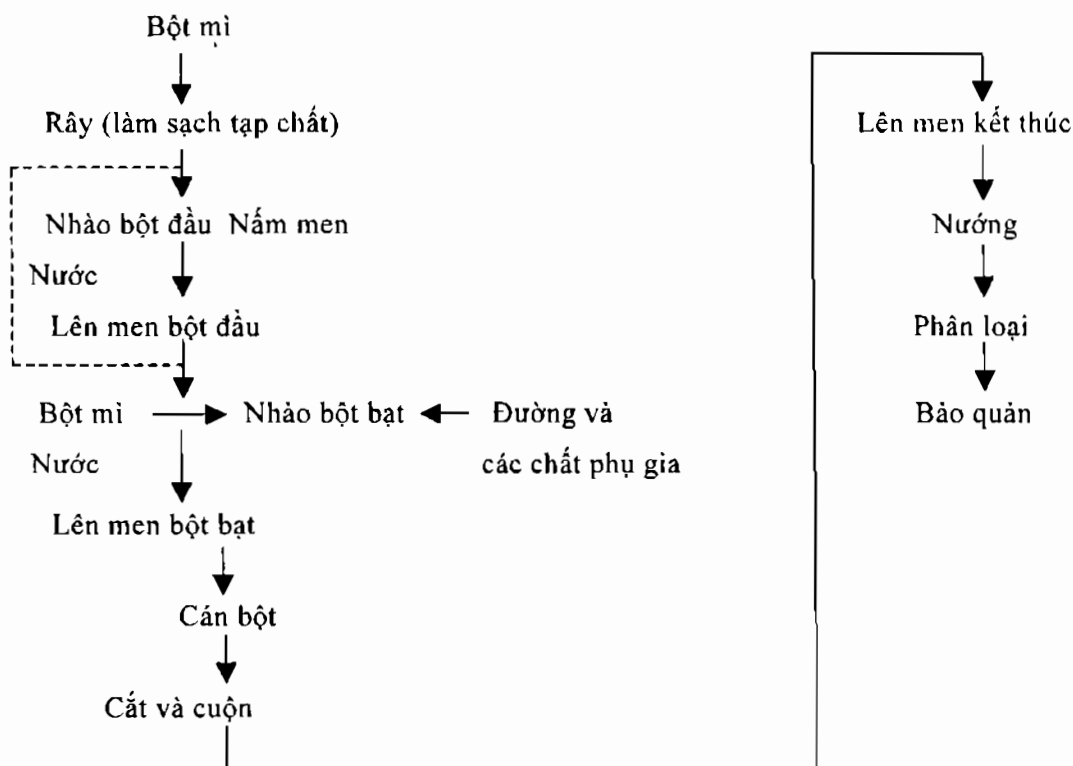 Bột mì
Rây (làm sạch tạp chất)
Nhào bột đầu Nấm men
Nước
Lên men bột đầu
Bột mì Nhào bột bạt Đường và
Nước các chất phụ gia
Lên men bột bạt
Cán bột
Cắt và cuộn
Lên men kết thúc
Nướng
Phân loại
Bảo quản